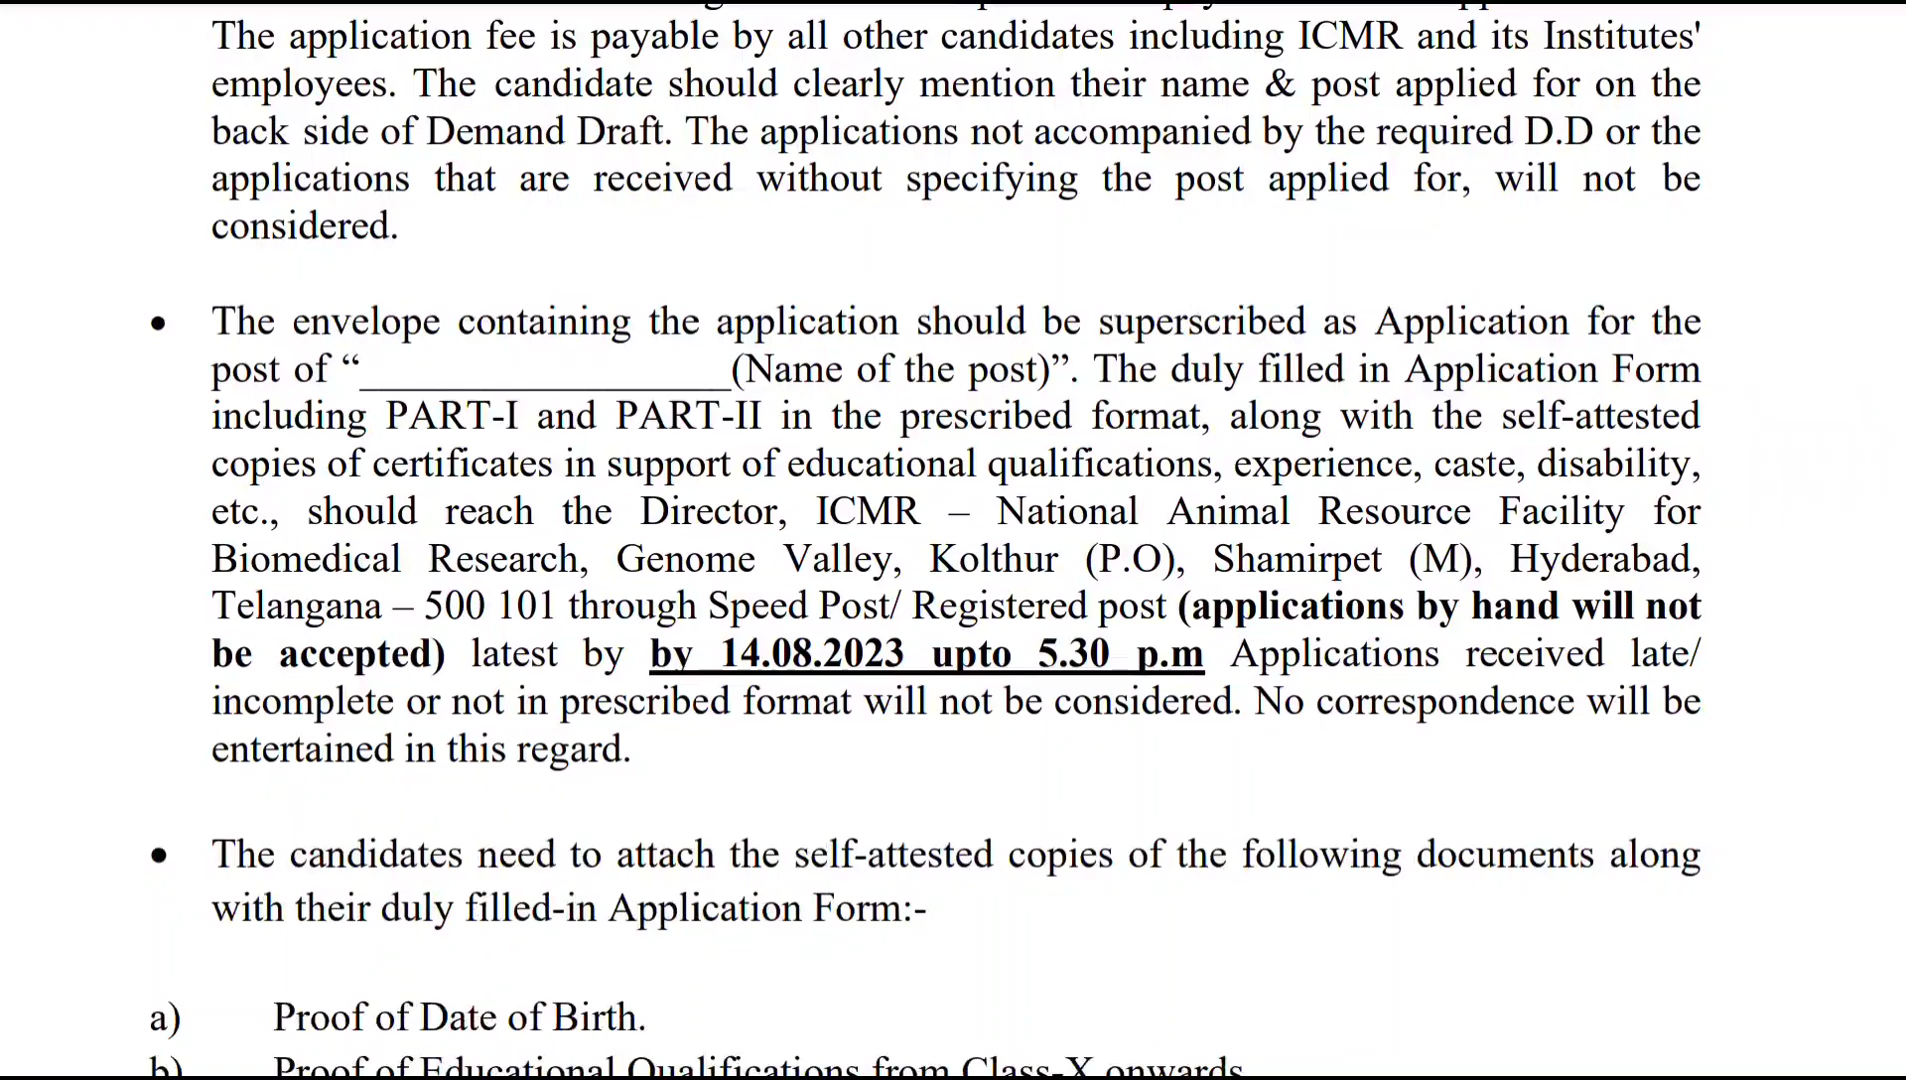 The application fee is payable by all other candidates including ICMR and its Institutes'
employees. The candidate should clearly mention their name & post applied for on the
back side of Demand Draft. The applications not accompanied by the required D.D or the
applications that are received without specifying the post applied for, will not be
considered.
• The envelope containing the application should be superscribed as Application for the
post of “__________________(Name of the post)”. The duly filled in Application Form
including PART-I and PART-II in the prescribed format, along with the self-attested
copies of certificates in support of educational qualifications, experience, caste, disability,
etc., should reach the Director, ICMR – National Animal Resource Facility for
Biomedical Research, Genome Valley, Kolthur (P.O), Shamirpet (M), Hyderabad,
Telangana – 500 101 through Speed Post/ Registered post (applications by hand will not
be accepted) latest by by 14.08.2023 upto 5.30 p.m Applications received late/
incomplete or not in prescribed format will not be considered. No correspondence will be
entertained in this regard.
• The candidates need to attach the self-attested copies of the following documents along
with their duly filled-in Application Form:-
a) Proof of Date of Birth.
b) Proof of Educational Qualifications from Class-X onwards